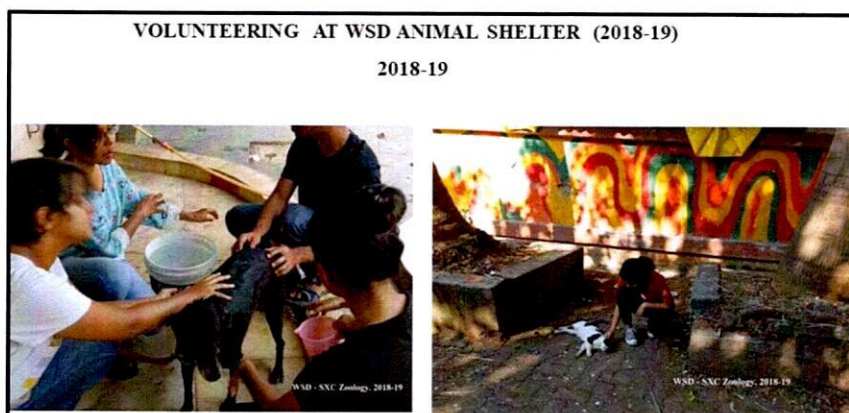 VOLUNTEERING AT WSD ANIMAL SHELTER (2018-19)
2018-19
WSD - SXC Zoology, 2018-19
WSD - SXC Zoology, 2018-19